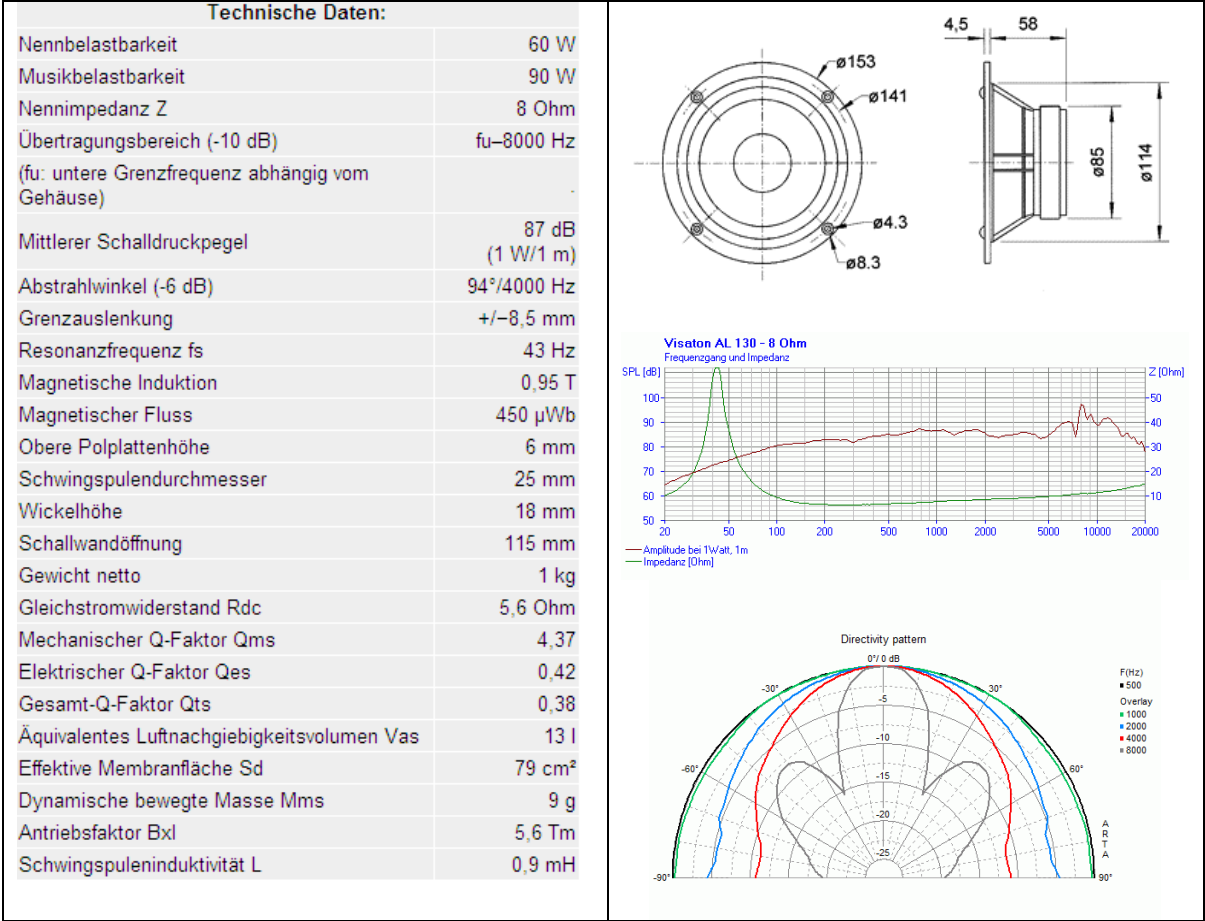 Technische Daten:
Nennbelastbarkeit 60 W
Musikbelastbarkeit 90 W
Nennimpedanz Z 8 Ohm
Übertragungsbereich (-10 dB) fu–8000 Hz
(fu: untere Grenzfrequenz abhängig vom
Gehäuse) .
Mittlerer Schalldruckpegel 87 dB
(1 W/1 m)
Abstrahlwinkel (-6 dB) 94°/4000 Hz
Grenzauslenkung +/−8,5 mm
Resonanzfrequenz fs 43 Hz
Magnetische Induktion 0,95 T
Magnetischer Fluss 450 µWb
Obere Polplattenhöhe 6 mm
Schwingspulendurchmesser 25 mm
Wickelhöhe 18 mm
Schallwandöffnung 115 mm
Gewicht netto 1 kg
Gleichstromwiderstand Rdc 5,6 Ohm
Mechanischer Q-Faktor Qms 4,37
Elektrischer Q-Faktor Qes 0,42
Gesamt-Q-Faktor Qts 0,38
Äquivalentes Luftnachgiebigkeitsvolumen Vas 13 l
Effektive Membranfläche Sd 79 cm²
Dynamische bewegte Masse Mms 9 g
Antriebsfaktor Bxl 5,6 Tm
Schwingspuleninduktivität L 0,9 mH
4,5 58
ø153
ø141
ø85
ø114
ø4.3
ø8.3
Visaton AL 130 - 8 Ohm
Frequenzgang und Impedanz
SPL [dB] Z [Ohm]
100 50
90 40
80 30
70 20
60 10
50
20 50 100 200 500 1000 2000 5000 10000 20000
Amplitude bei 1Watt, 1m
Impedanz [Ohm]
Directivity pattern
0°/ 0 dB
-30° 30°
-5
-10
-60° 60°
-15
-20
-25
-90° 90°
F(Hz)
500
Overlay
1000
2000
4000
8000
A
R
T
A